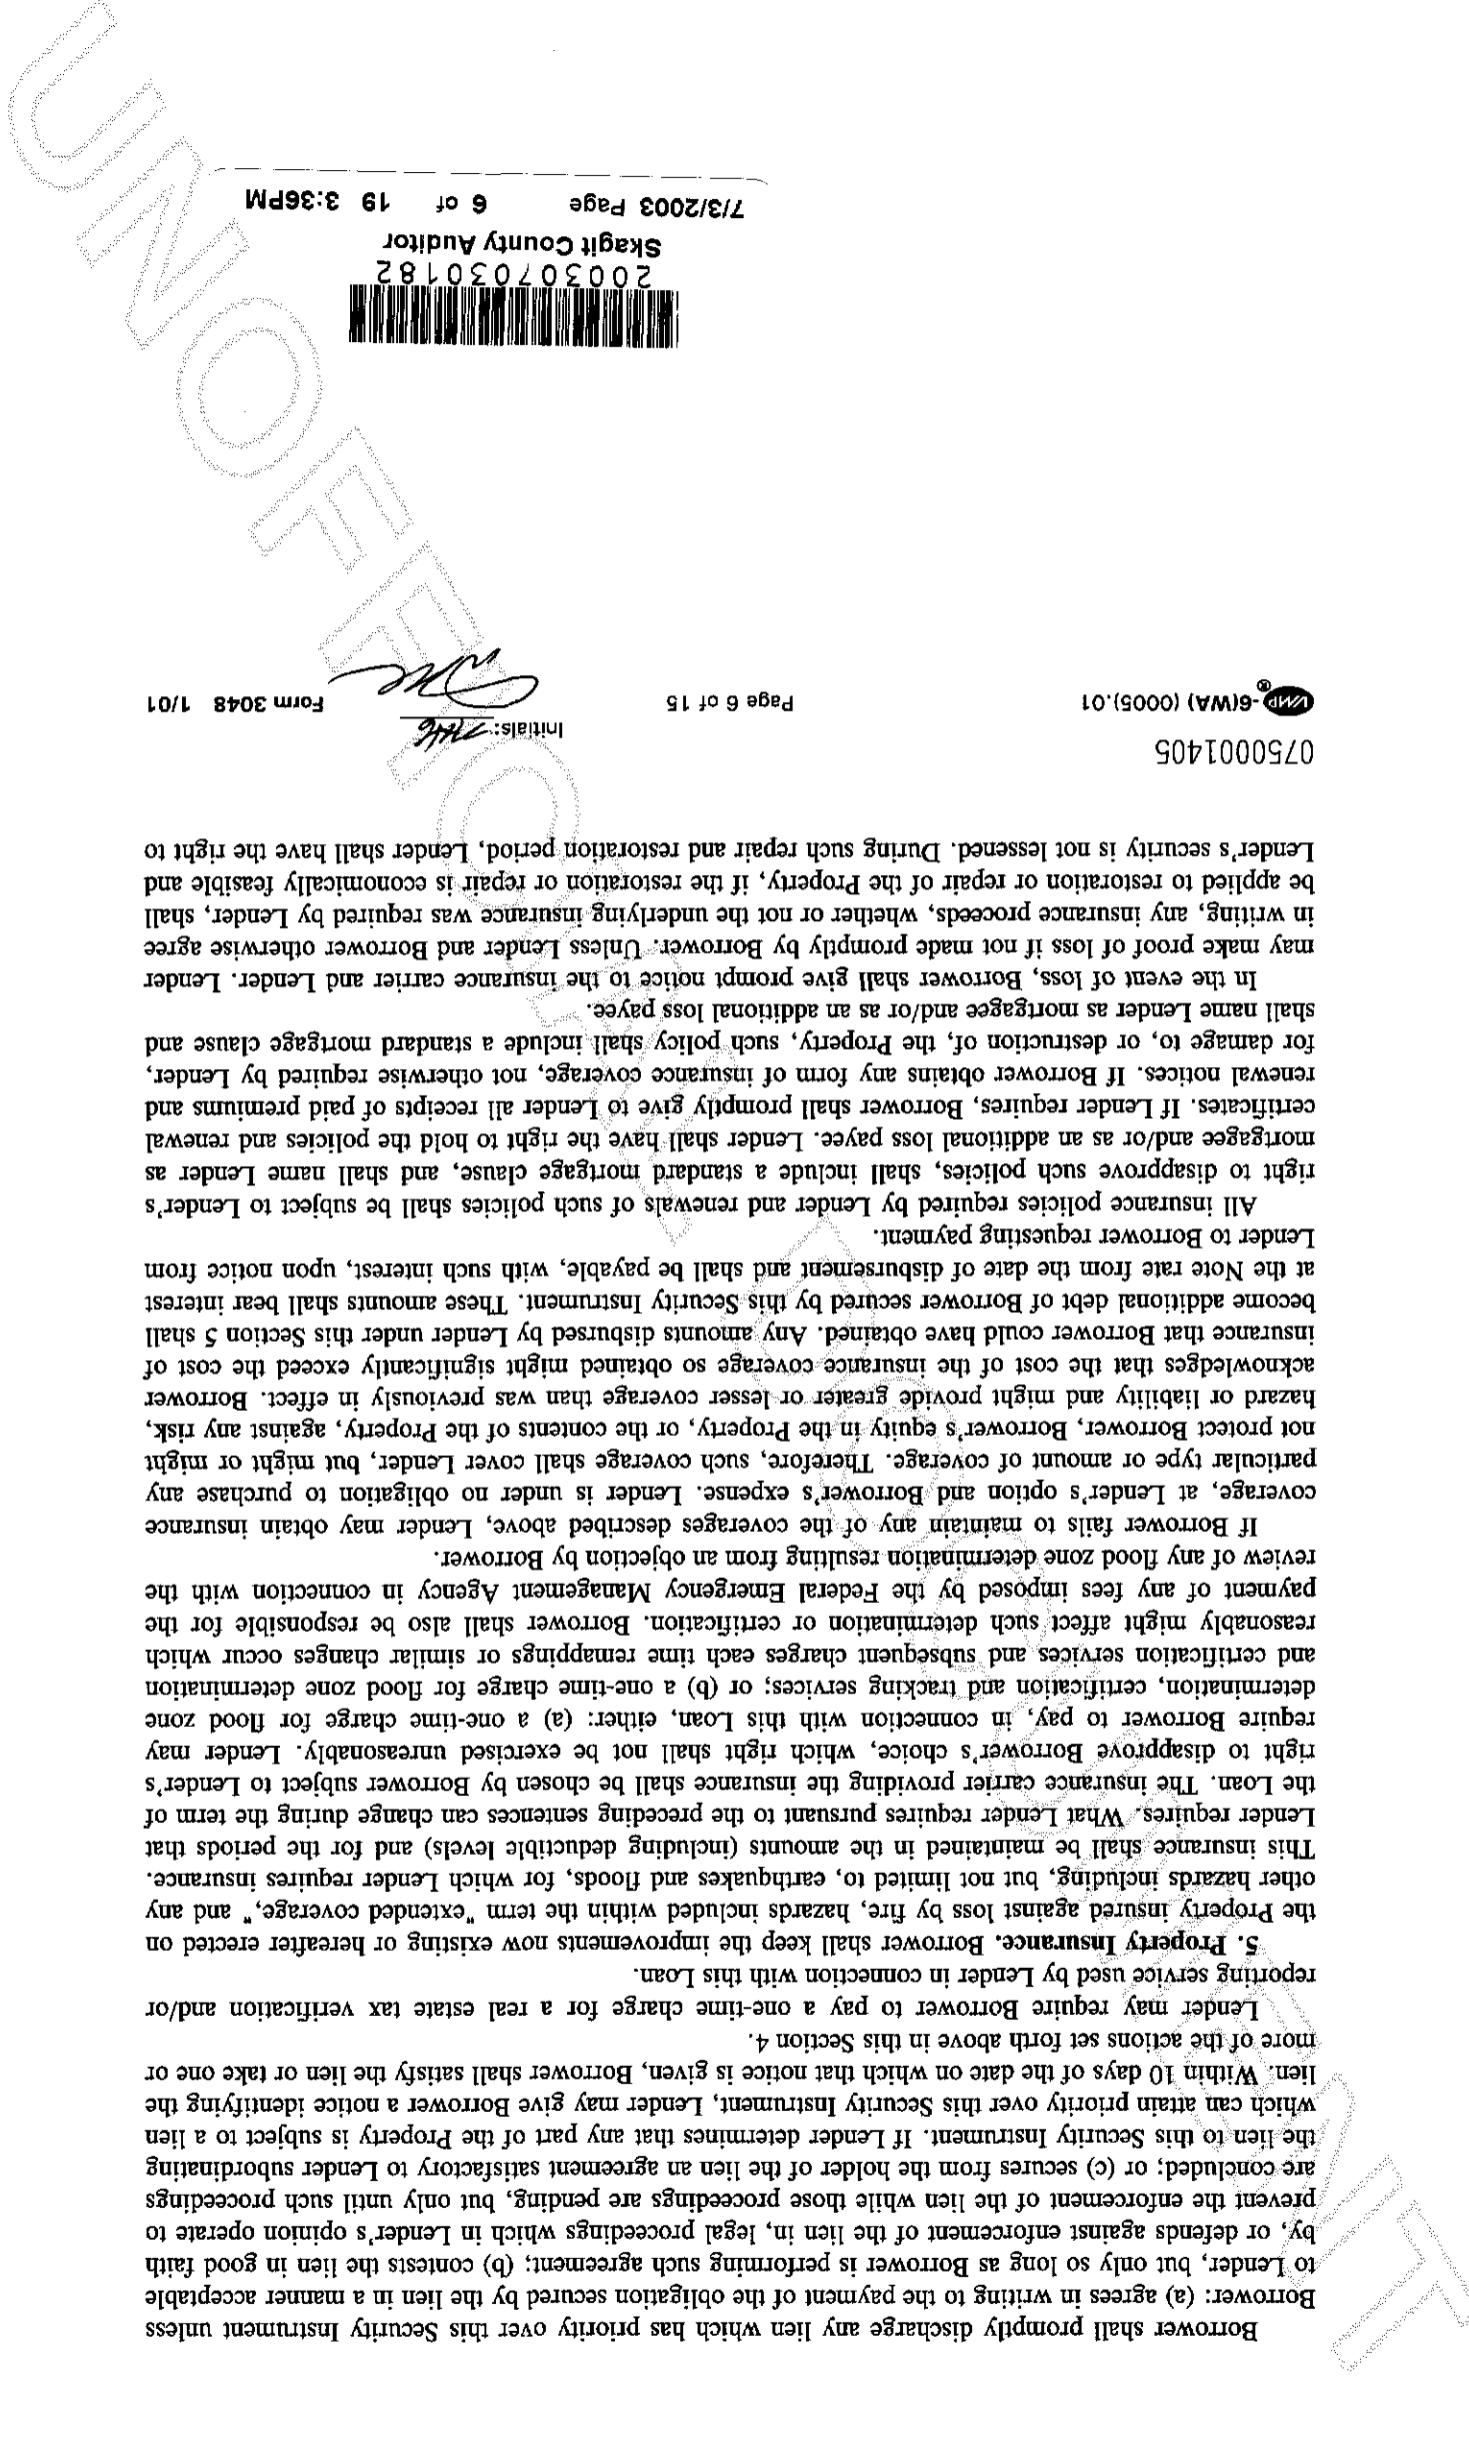 Borrower shall promptly discharge any lien which has priority over this Security Instrument unless
Borrower: (a) agrees in writing to the payment of the obligation secured by the lien in a manner acceptable
to Lender, but only so long as Borrower is performing such agreement; (b) contests the lien in good faith
by, or defends against enforcement of the lien in, legal proceedings which in Lender's opinion operate to
prevent the enforcement of the lien while those proceedings are pending, but only until such proceedings
are concluded; or (c) secures from the holder of the lien an agreement satisfactory to Lender subordinating
the lien to this Security Instrument. If Lender determines that any part of the Property is subject to a lien
which can attain priority over this Security Instrument, Lender may give Borrower a notice identifying the
lien. Within 10 days of the date on which that notice is given, Borrower shall satisfy the lien or take one or
more of the actions set forth above in this Section 4.
Lender may require Borrower to pay a one-time charge for a real estate tax verification and/or
reporting service used by Lender in connection with this Loan.
5. Property Insurance. Borrower shall keep the improvements now existing or hereafter erected on
the Property insured against loss by fire, hazards included within the term "extended coverage," and any
other hazards including, but not limited to, earthquakes and floods, for which Lender requires insurance.
This insurance shall be maintained in the amounts (including deductible levels) and for the periods that
Lender requires. What Lender requires pursuant to the preceding sentences can change during the term of
the Loan. The insurance carrier providing the insurance shall be chosen by Borrower subject to Lender's
right to disapprove Borrower's choice, which right shall not be exercised unreasonably. Lender may
require Borrower to pay, in connection with this Loan, either: (a) a one-time charge for flood zone
determination, certification and tracking services; or (b) a one-time charge for flood zone determination
and certification services and subsequent charges each time remappings or similar changes occur which
reasonably might affect such determination or certification. Borrower shall also be responsible for the
payment of any fees imposed by the Federal Emergency Management Agency in connection with the
review of any flood zone determination resulting from an objection by Borrower.
If Borrower fails to maintain any of the coverages described above, Lender may obtain insurance
coverage, at Lender's option and Borrower's expense. Lender is under no obligation to purchase any
particular type or amount of coverage. Therefore, such coverage shall cover Lender, but might or might
not protect Borrower, Borrower's equity in the Property, or the contents of the Property, against any risk,
hazard or liability and might provide greater or lesser coverage than was previously in effect. Borrower
acknowledges that the cost of the insurance coverage so obtained might significantly exceed the cost of
insurance that Borrower could have obtained. Any amounts disbursed by Lender under this Section 5 shall
become additional debt of Borrower secured by this Security Instrument. These amounts shall bear interest
at the Note rate from the date of disbursement and shall be payable, with such interest, upon notice from
Lender to Borrower requesting payment.
All insurance policies required by Lender and renewals of such policies shall be subject to Lender's
right to disapprove such policies, shall include a standard mortgage clause, and shall name Lender as
mortgagee and/or as an additional loss payee. Lender shall have the right to hold the policies and renewal
certificates. If Lender requires, Borrower shall promptly give to Lender all receipts of paid premiums and
renewal notices. If Borrower obtains any form of insurance coverage, not otherwise required by Lender,
for damage to, or destruction of, the Property, such policy shall include a standard mortgage clause and
shall name Lender as mortgagee and/or as an additional loss payee.
In the event of loss, Borrower shall give prompt notice to the insurance carrier and Lender. Lender
may make proof of loss if not made promptly by Borrower. Unless Lender and Borrower otherwise agree
in writing, any insurance proceeds, whether or not the underlying insurance was required by Lender, shall
be applied to restoration or repair of the Property, if the restoration or repair is economically feasible and
Lender's security is not lessened. During such repair and restoration period, Lender shall have the right to
0750001405
Initials:
VMP®-6(WA) (0005).01 Page 6 of 15 Form 3048 1/01
200307030182
Skagit County Auditor
7/3/2003 Page 6 of 19 3:36PM
UNOFFICIAL DOCUMENT